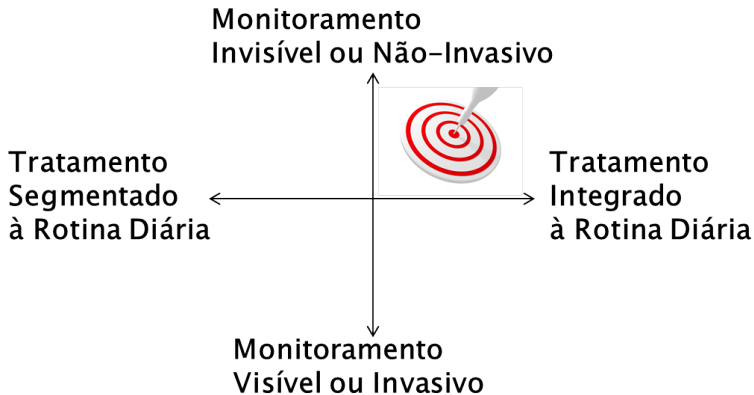 Monitoramento
Invisível ou Não-Invasivo
Tratamento
Segmentado
à Rotina Diária
Tratamento
Integrado
à Rotina Diária
Monitoramento
Visível ou Invasivo